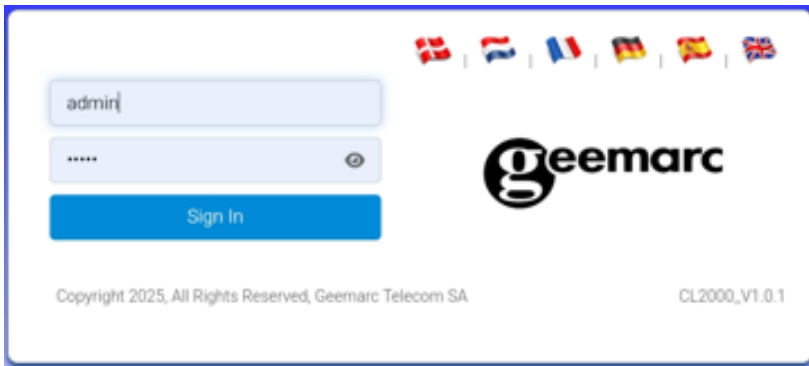 admin
•••••
geemarc
Sign In
Copyright 2025, All Rights Reserved, Geemarc Telecom SA
CL2000_V1.0.1